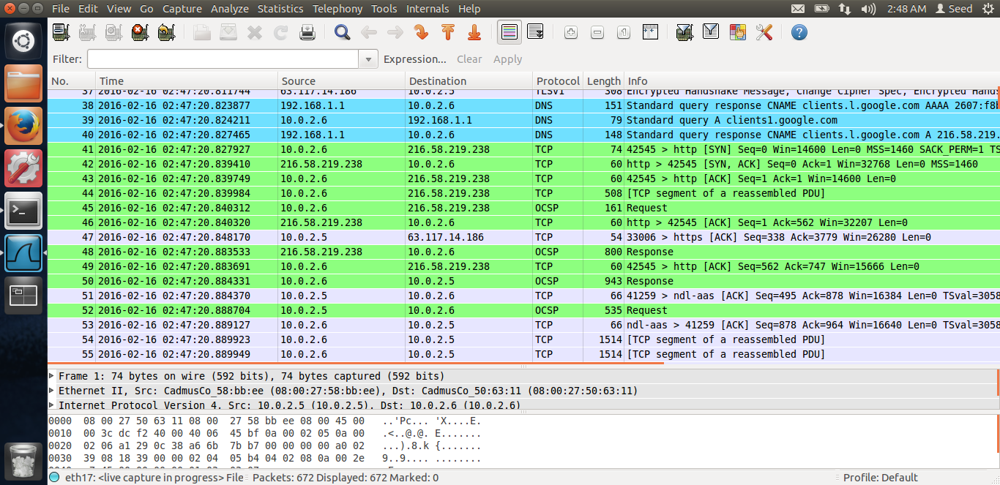 File Edit View Go Capture Analyze Statistics Telephony Tools Internals Help 2:48 AM Seed
Filter: Expression... Clear Apply
No. Time Source Destination Protocol Length Info
37 2016-02-16 02:47:20.811744 63.117.14.186 10.0.2.5 TLSv1 308 Encrypted Handshake Message, Change Cipher Spec, Encrypted Hands
38 2016-02-16 02:47:20.823877 192.168.1.1 10.0.2.6 DNS 151 Standard query response CNAME clients.l.google.com AAAA 2607:f8b
39 2016-02-16 02:47:20.824211 10.0.2.6 192.168.1.1 DNS 79 Standard query A clients1.google.com
40 2016-02-16 02:47:20.827465 192.168.1.1 10.0.2.6 DNS 148 Standard query response CNAME clients.l.google.com A 216.58.219.
41 2016-02-16 02:47:20.827927 10.0.2.6 216.58.219.238 TCP 74 42545 > http [SYN] Seq=0 Win=14600 Len=0 MSS=1460 SACK_PERM=1 TS
42 2016-02-16 02:47:20.839410 216.58.219.238 10.0.2.6 TCP 60 http > 42545 [SYN, ACK] Seq=0 Ack=1 Win=32768 Len=0 MSS=1460
43 2016-02-16 02:47:20.839749 10.0.2.6 216.58.219.238 TCP 60 42545 > http [ACK] Seq=1 Ack=1 Win=14600 Len=0
44 2016-02-16 02:47:20.839984 10.0.2.6 216.58.219.238 TCP 508 [TCP segment of a reassembled PDU]
45 2016-02-16 02:47:20.840312 10.0.2.6 216.58.219.238 OCSP 161 Request
46 2016-02-16 02:47:20.840320 216.58.219.238 10.0.2.6 TCP 60 http > 42545 [ACK] Seq=1 Ack=562 Win=32207 Len=0
47 2016-02-16 02:47:20.848170 10.0.2.5 63.117.14.186 TCP 54 33006 > https [ACK] Seq=338 Ack=3779 Win=26280 Len=0
48 2016-02-16 02:47:20.883533 216.58.219.238 10.0.2.6 OCSP 800 Response
49 2016-02-16 02:47:20.883691 10.0.2.6 216.58.219.238 TCP 60 42545 > http [ACK] Seq=562 Ack=747 Win=15666 Len=0
50 2016-02-16 02:47:20.884331 10.0.2.6 10.0.2.5 OCSP 943 Response
51 2016-02-16 02:47:20.884370 10.0.2.5 10.0.2.6 TCP 66 41259 > ndl-aas [ACK] Seq=495 Ack=878 Win=16384 Len=0 TSval=3058
52 2016-02-16 02:47:20.888704 10.0.2.5 10.0.2.6 OCSP 535 Request
53 2016-02-16 02:47:20.889127 10.0.2.6 10.0.2.5 TCP 66 ndl-aas > 41259 [ACK] Seq=878 Ack=964 Win=16640 Len=0 TSval=3058
54 2016-02-16 02:47:20.889923 10.0.2.6 10.0.2.5 TCP 1514 [TCP segment of a reassembled PDU]
55 2016-02-16 02:47:20.889949 10.0.2.6 10.0.2.5 TCP 1514 [TCP segment of a reassembled PDU]
Frame 1: 74 bytes on wire (592 bits), 74 bytes captured (592 bits)
Ethernet II, Src: CadmusCo_58:bb:ee (08:00:27:58:bb:ee), Dst: CadmusCo_50:63:11 (08:00:27:50:63:11)
Internet Protocol Version 4, Src: 10.0.2.5 (10.0.2.5), Dst: 10.0.2.6 (10.0.2.6)
0000 08 00 27 50 63 11 08 00 27 58 bb ee 08 00 45 00 ..'Pc... 'X....E.
0010 00 3c dc f2 40 00 40 06 45 bf 0a 00 02 05 0a 00 .<..@.@. E.......
0020 02 06 a1 29 0c 38 a6 6b 7b b7 00 00 00 00 a0 02 ...).8.k {.......
0030 39 08 18 39 00 00 02 04 05 b4 04 02 08 0a 00 2e 9..9.... ........
eth17: <live capture in progress> File Packets: 672 Displayed: 672 Marked: 0 Profile: Default